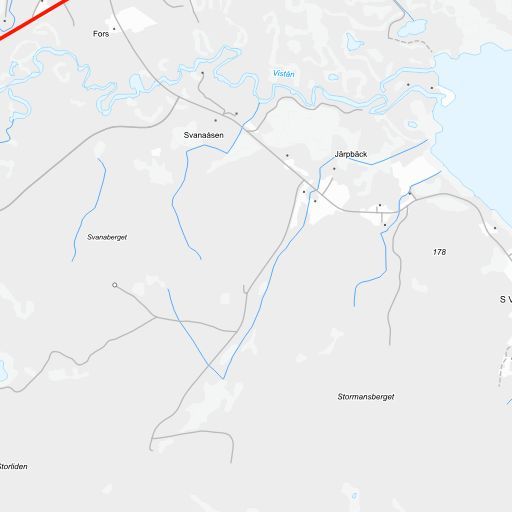 Fors
Vistån
Svanaåsen
Järpbäck
Svanaberget
178
S V
Stormansberget
Storliden